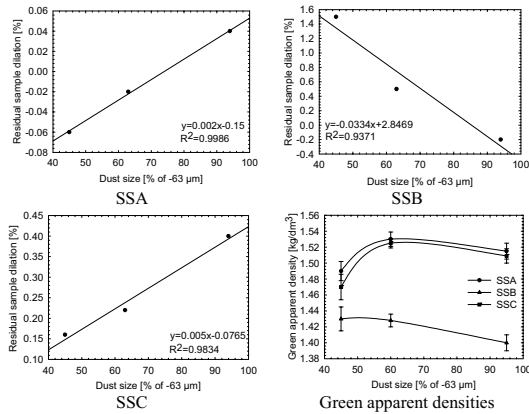 Residual sample dilation [%]
0.06
0.04
0.02
0.00
-0.02
-0.04
-0.06
-0.08
y=0.002x-0.15
R²=0.9986
40 50 60 70 80 90 100
Dust size [% of -63 µm]
SSA
Residual sample dilation [%]
1.6
1.4
1.2
1.0
0.8
0.6
0.4
0.2
0.0
-0.2
-0.4
y=-0.0334x+2.8469
R²=0.9371
40 50 60 70 80 90 100
Dust size [% of -63 µm]
SSB
Residual sample dilation [%]
0.45
0.40
0.35
0.30
0.25
0.20
0.15
0.10
y=0.005x-0.0765
R²=0.9834
40 50 60 70 80 90 100
Dust size [% of -63 µm]
SSC
Green apparent density [kg/dm³]
1.56
1.54
1.52
1.50
1.48
1.46
1.44
1.42
1.40
1.38
SSA
SSB
SSC
40 50 60 70 80 90 100
Dust size [% of -63 µm]
Green apparent densities